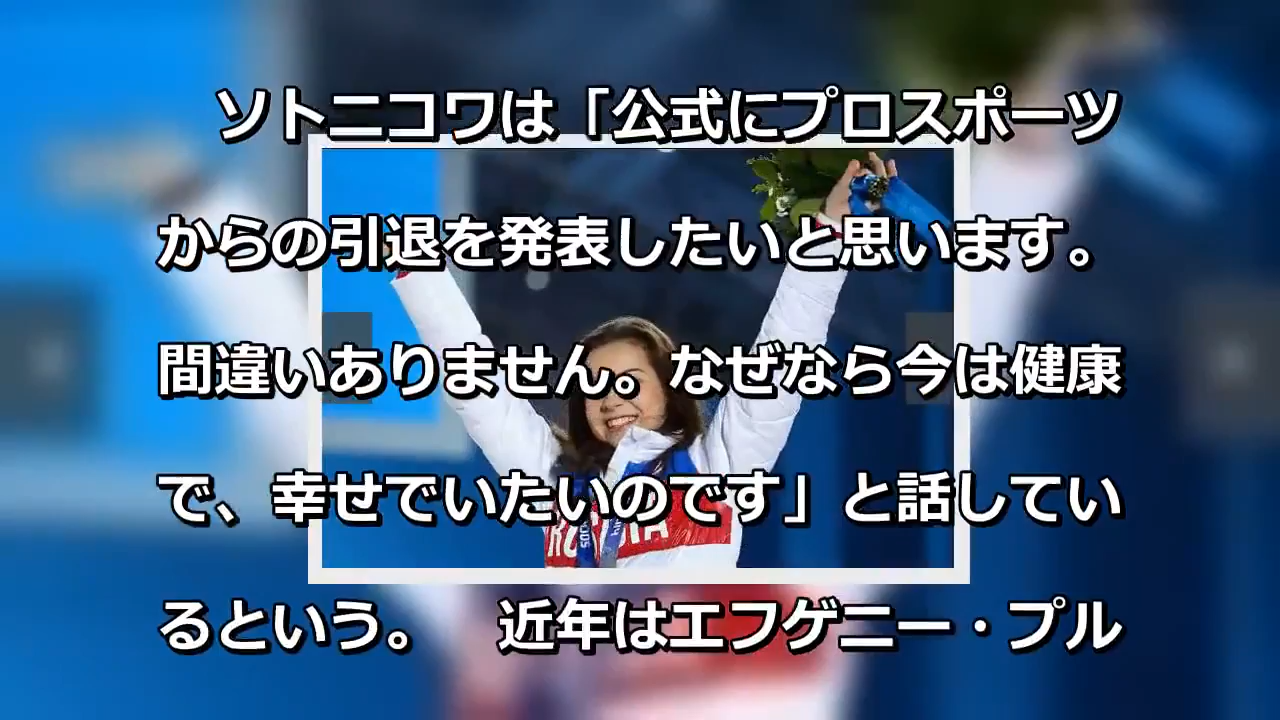 ソトニコワは「公式にプロスポーツ
からの引退を発表したいと思います。
間違いありません。なぜなら今は健康
で、幸せでいたいのです」と話してい
るという。　近年はエフゲニー・プル